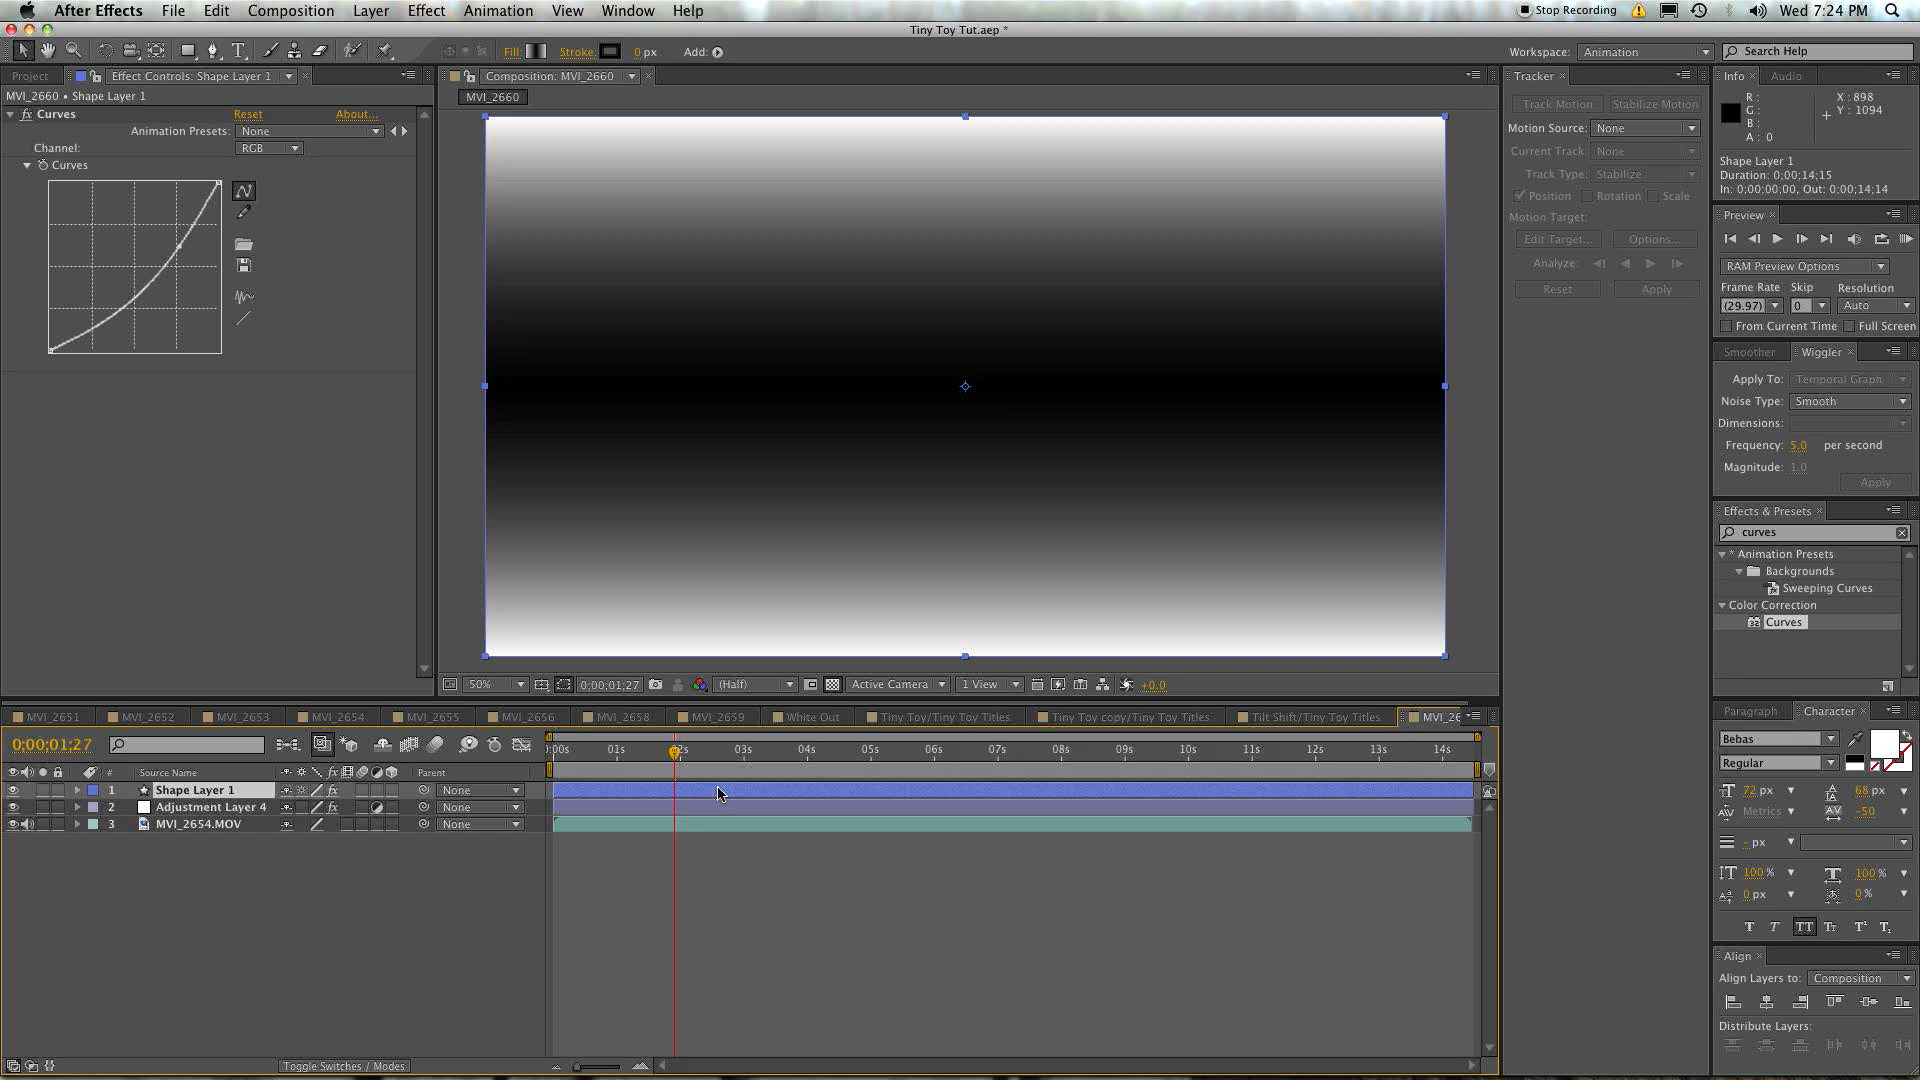 After Effects File Edit Composition Layer Effect Animation View Window Help Stop Recording Wed 7:24 PM
Tiny Toy Tut.aep *
Fill: Stroke: 0 px Add: Workspace: Animation Search Help
Project Effect Controls: Shape Layer 1 Composition: MVI_2660 Tracker Info Audio
MVI_2660 • Shape Layer 1
MVI_2660
Curves Reset About...
Animation Presets: None
Channel: RGB
Curves
Track Motion Stabilize Motion
Motion Source: None
Current Track: None
Track Type: Stabilize
Position Rotation Scale
Motion Target:
Edit Target... Options...
Analyze:
Reset Apply
R : X : 898
G : Y : 1094
B :
A : 0
Shape Layer 1
Duration: 0;00;14;15
In: 0;00;00;00, Out: 0;00;14;14
Preview
RAM Preview Options
Frame Rate Skip Resolution
(29.97) 0 Auto
From Current Time Full Screen
Smoother Wiggler
Apply To: Temporal Graph
Noise Type: Smooth
Dimensions:
Frequency: 5.0 per second
Magnitude: 1.0
Apply
Effects & Presets
curves
* Animation Presets
Backgrounds
Sweeping Curves
Color Correction
32 Curves
50% 0;00;01;27 (Half) Active Camera 1 View +0.0
MVI_2651 MVI_2652 MVI_2653 MVI_2654 MVI_2655 MVI_2656 MVI_2658 MVI_2659 White Out Tiny Toy/Tiny Toy Titles Tiny Toy copy/Tiny Toy Titles Tilt Shift/Tiny Toy Titles MVI_26
0;00;01;27
):00s 01s 02s 03s 04s 05s 06s 07s 08s 09s 10s 11s 12s 13s 14s
# Source Name fx Parent
1 Shape Layer 1 fx None
2 Adjustment Layer 4 fx None
3 MVI_2654.MOV None
Toggle Switches / Modes
Paragraph Character
Bebas
Regular
72 px 68 px
Metrics -50
- px
100 % 100 %
0 px 0 %
T T TT Tt T¹ T₁
Align
Align Layers to: Composition
Distribute Layers: